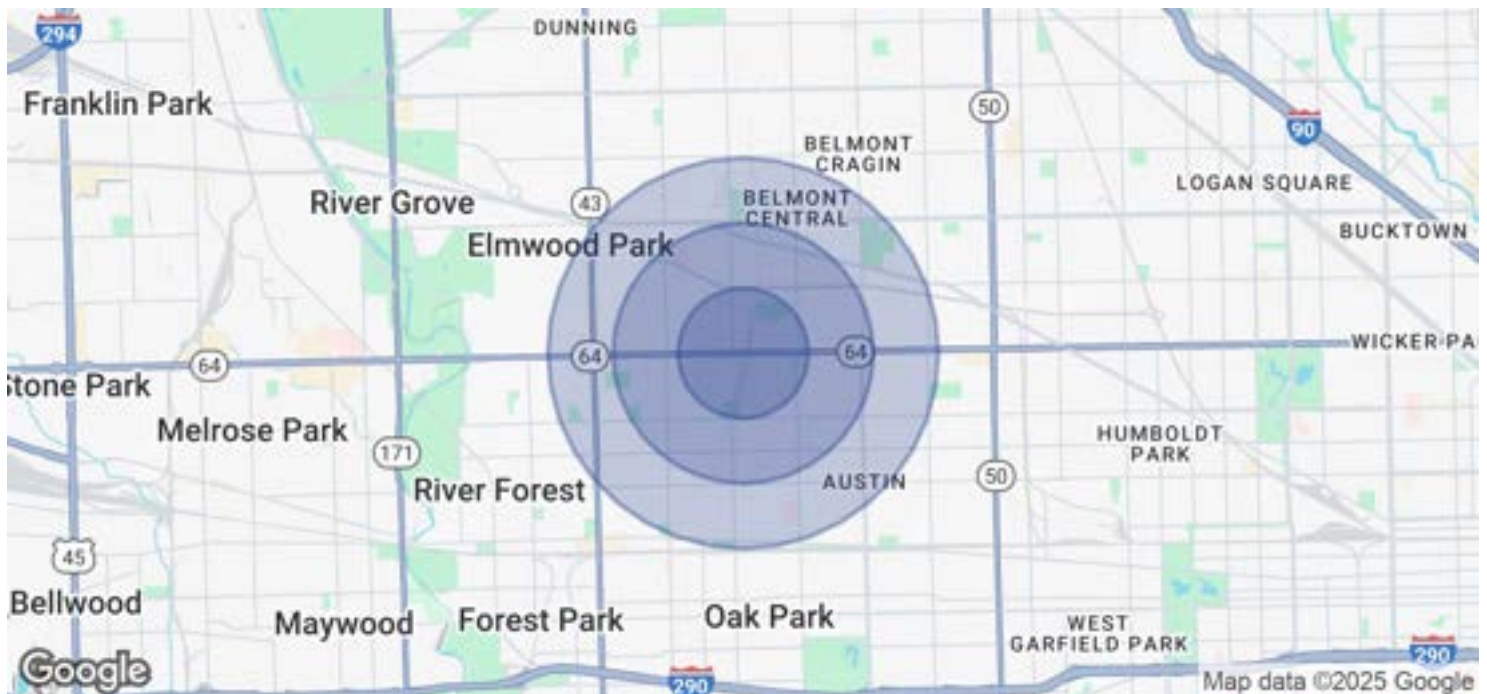 DUNNING
294
Franklin Park
50
90
BELMONT
CRAGIN
LOGAN SQUARE
River Grove
43
BELMONT
CENTRAL
BUCKTOWN
Elmwood Park
64
64
64
WICKER PA
Stone Park
Melrose Park
171
HUMBOLDT
PARK
River Forest
AUSTIN
50
45
Bellwood
Maywood
Forest Park
Oak Park
WEST
GARFIELD PARK
290
290
Google
Map data ©2025 Google